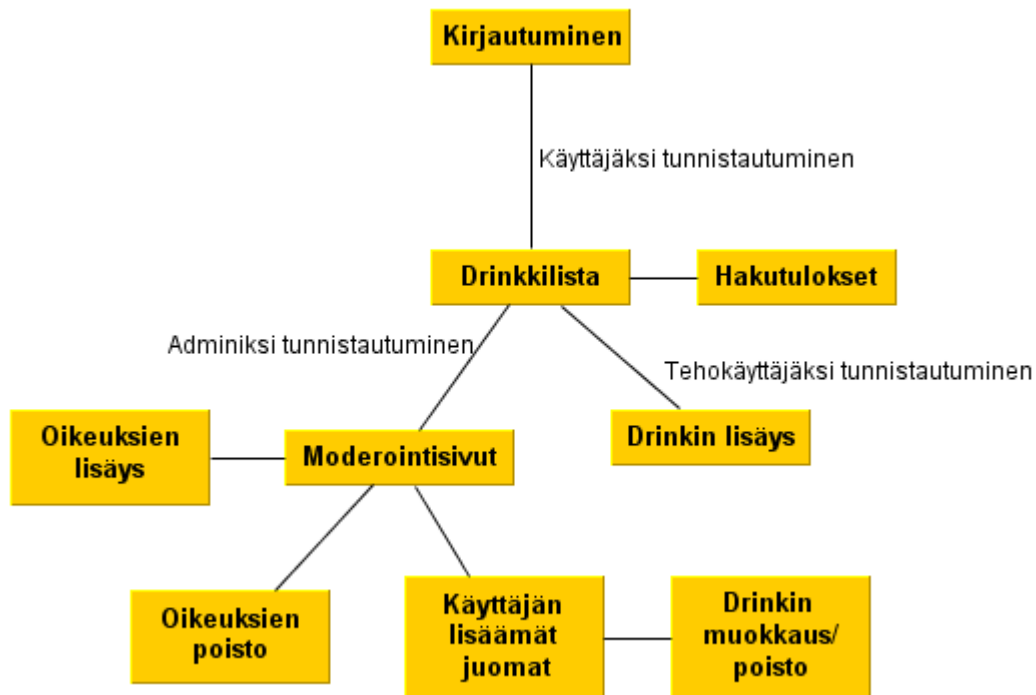 Kirjautuminen
Käyttäjäksi tunnistautuminen
Drinkkilista
Hakutulokset
Adminiksi tunnistautuminen
Tehokäyttäjäksi tunnistautuminen
Oikeuksien
lisäys
Moderointisivut
Drinkin lisäys
Oikeuksien
poisto
Käyttäjän
lisäämät
juomat
Drinkin
muokkaus/
poisto